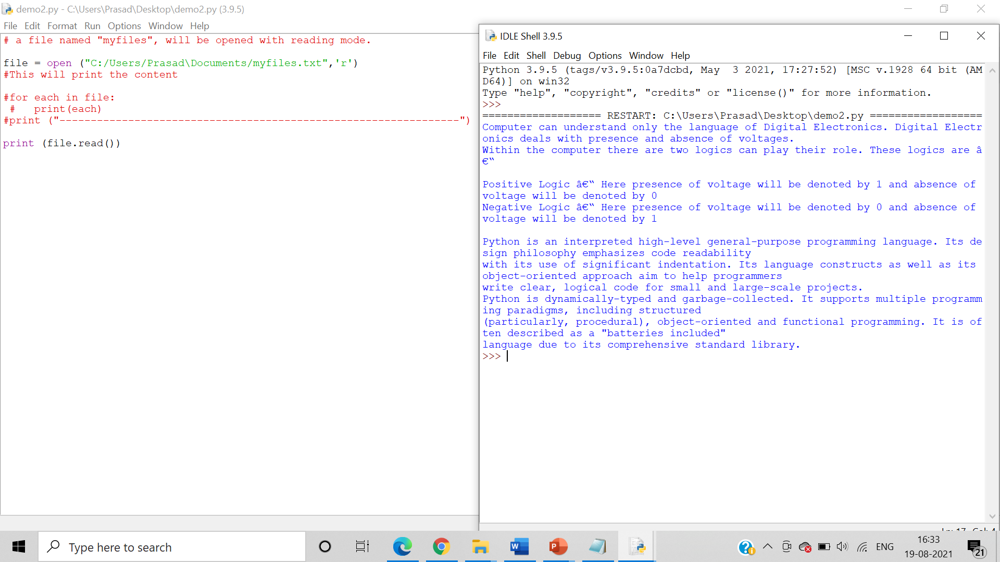 demo2.py - C:\Users\Prasad\Desktop\demo2.py (3.9.5)
File Edit Format Run Options Window Help
# a file named "myfiles", will be opened with reading mode.
file = open ("C:/Users/Prasad\Documents/myfiles.txt",'r')
#This will print the content
#for each in file:
 #   print(each)
#print ("----------------------------------------------------------------")
print (file.read())
IDLE Shell 3.9.5
File Edit Shell Debug Options Window Help
Python 3.9.5 (tags/v3.9.5:0a7dcbd, May  3 2021, 17:27:52) [MSC v.1928 64 bit (AM
D64)] on win32
Type "help", "copyright", "credits" or "license()" for more information.
>>>
=================== RESTART: C:\Users\Prasad\Desktop\demo2.py ==================
Computer can understand only the language of Digital Electronics. Digital Electr
onics deals with presence and absence of voltages.
Within the computer there are two logics can play their role. These logics are â
€“
Positive Logic â€“ Here presence of voltage will be denoted by 1 and absence of
voltage will be denoted by 0
Negative Logic â€“ Here presence of voltage will be denoted by 0 and absence of
voltage will be denoted by 1
Python is an interpreted high-level general-purpose programming language. Its de
sign philosophy emphasizes code readability
with its use of significant indentation. Its language constructs as well as its
object-oriented approach aim to help programmers
write clear, logical code for small and large-scale projects.
Python is dynamically-typed and garbage-collected. It supports multiple programm
ing paradigms, including structured
(particularly, procedural), object-oriented and functional programming. It is of
ten described as a "batteries included"
language due to its comprehensive standard library.
>>>
Ln: 17 Col: 4
Type here to search
W
P
ENG
16:33
19-08-2021
21